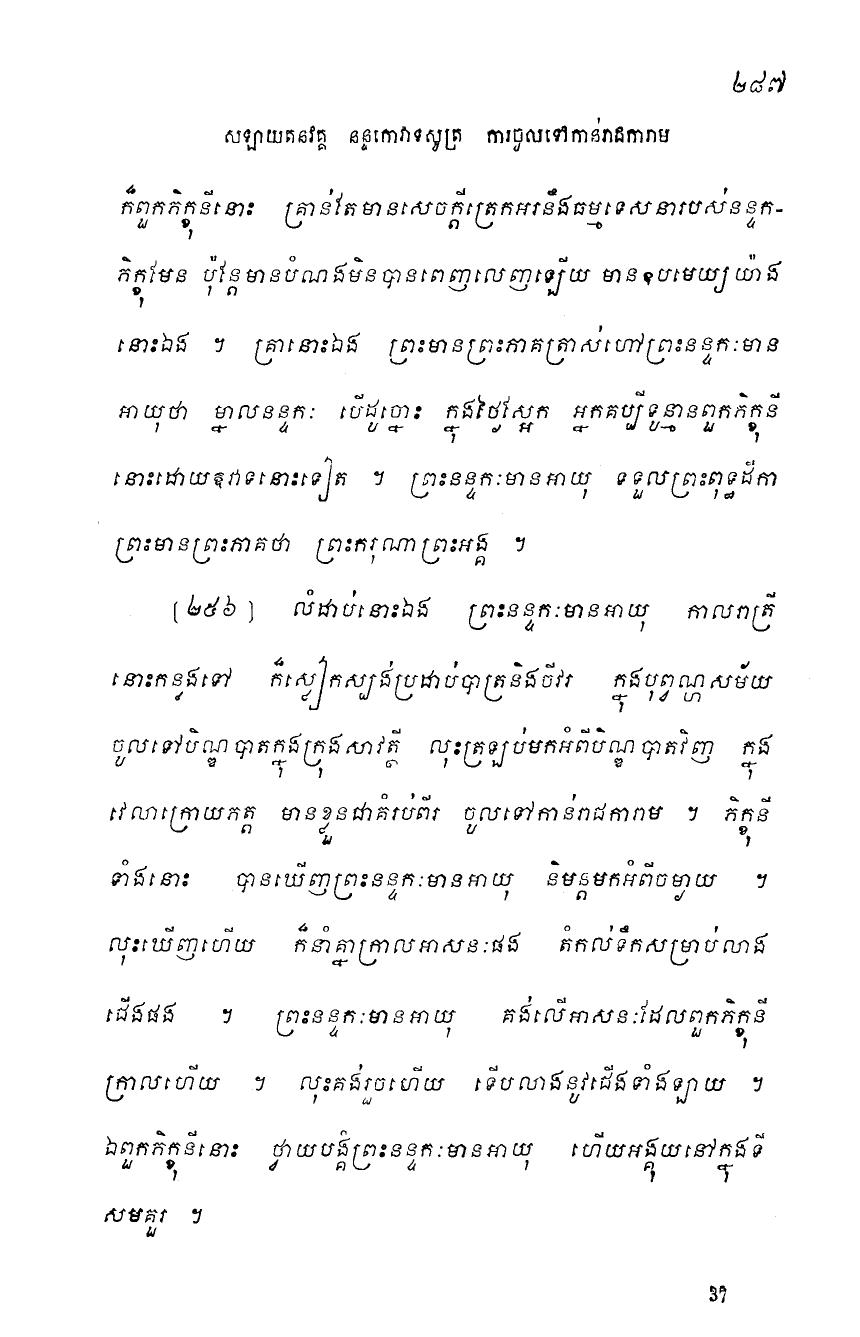 ២៨៧
សឡាយតនវគ្គ នន្ទកោវាទសូត្រ ការចូលទៅកាន់រាជការាម
ក៏ពួកភិក្ខុនីនោះ គ្រាន់តែមានសេចក្តីត្រេកអរនឹងធម្មទេសនារបស់នន្ទក-
ភិក្ខុមែន ប៉ុន្តែមានបំណងមិនបានពេញលេញឡើយ មានឧបមេយ្យយ៉ាង
នោះឯង ។ គ្រានោះឯង ព្រះមានព្រះភាគត្រាស់ហៅព្រះនន្ទកៈមាន
អាយុថា ម្នាលនន្ទកៈ បើដូច្នោះ ក្នុងថ្ងៃស្អែក អ្នកគប្បីទូន្មានពួកភិក្ខុនី
នោះដោយឱវាទនោះទៀត ។ ព្រះនន្ទកៈមានអាយុ ទទួលព្រះពុទ្ធដីកា
ព្រះមានព្រះភាគថា ព្រះករុណាព្រះអង្គ ។
[២៥៦] លំដាប់នោះឯង ព្រះនន្ទកៈមានអាយុ កាលរាត្រី
នោះកន្លងទៅ ក៏ស្លៀកស្បង់ប្រដាប់បាត្រនិងចីវរ ក្នុងបុព្វណ្ហសម័យ
ចូលទៅបិណ្ឌបាតក្នុងក្រុងសាវត្ថី លុះត្រឡប់មកអំពីបិណ្ឌបាតវិញ ក្នុង
វេលាក្រោយភត្ត មានខ្លួនជាគំរប់ពីរ ចូលទៅកាន់រាជការាម ។ ភិក្ខុនី
ទាំងនោះ បានឃើញព្រះនន្ទកៈមានអាយុ និមន្តមកអំពីចម្ងាយ ។
លុះឃើញហើយ ក៏នាំគ្នាក្រាលអាសនៈផង តំកល់ទឹកសម្រាប់លាង
ជើងផង ។ ព្រះនន្ទកៈមានអាយុ គង់លើអាសនៈដែលពួកភិក្ខុនី
ក្រាលហើយ ។ លុះគង់រួចហើយ ទើបលាងនូវជើងទាំងឡាយ ។
ឯពួកភិក្ខុនីនោះ ថ្វាយបង្គំព្រះនន្ទកៈមានអាយុ ហើយអង្គុយនៅក្នុងទី
សមគួរ ។
37